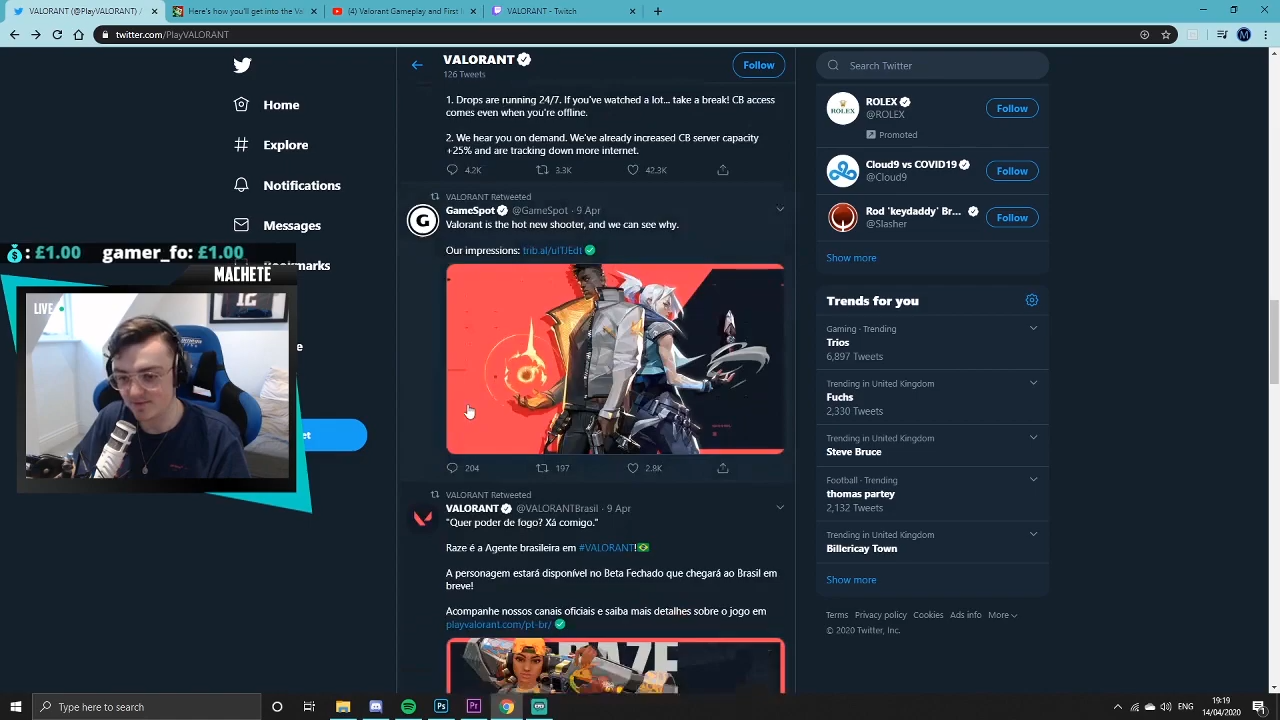 VALORANT (@PlayVALORANT) /
Here's how you'll get into the Va
(4) Valorant Gameplay and First I
VALORANT - Twitch
twitter.com/PlayVALORANT
M
VALORANT
126 Tweets
Follow
Search Twitter
Home
Explore
Notifications
Messages
1. Drops are running 24/7. If you've watched a lot... take a break! CB access
comes even when you're offline.
2. We hear you on demand. We've already increased CB server capacity
+25% and are tracking down more internet.
4.2K
3.3K
42.3K
VALORANT Retweeted
GameSpot @GameSpot · 9 Apr
Valorant is the hot new shooter, and we can see why.
Our impressions: trib.al/u1TJEdt
204
197
2.8K
VALORANT Retweeted
VALORANT @VALORANTBrasil · 9 Apr
"Quer poder de fogo? Xá comigo."
Raze é a Agente brasileira em #VALORANT!
A personagem estará disponível no Beta Fechado que chegará ao Brasil em
breve!
Acompanhe nossos canais oficiais e saiba mais detalhes sobre o jogo em
playvalorant.com/pt-br/
RAZE
ROLEX
@ROLEX
Promoted
Follow
Cloud9 vs COVID19
@Cloud9
Follow
Rod 'keydaddy' Br...
@Slasher
Follow
Show more
Trends for you
Gaming · Trending
Trios
6,897 Tweets
Trending in United Kingdom
Fuchs
2,330 Tweets
Trending in United Kingdom
Steve Bruce
Football · Trending
thomas partey
2,132 Tweets
Trending in United Kingdom
Billericay Town
Show more
Terms Privacy policy Cookies Ads info More
© 2020 Twitter, Inc.
: £1.00 gamer_fo: £1.00
MACHETE
LIVE
12
Type here to search
ENG
19:19
14/04/2020